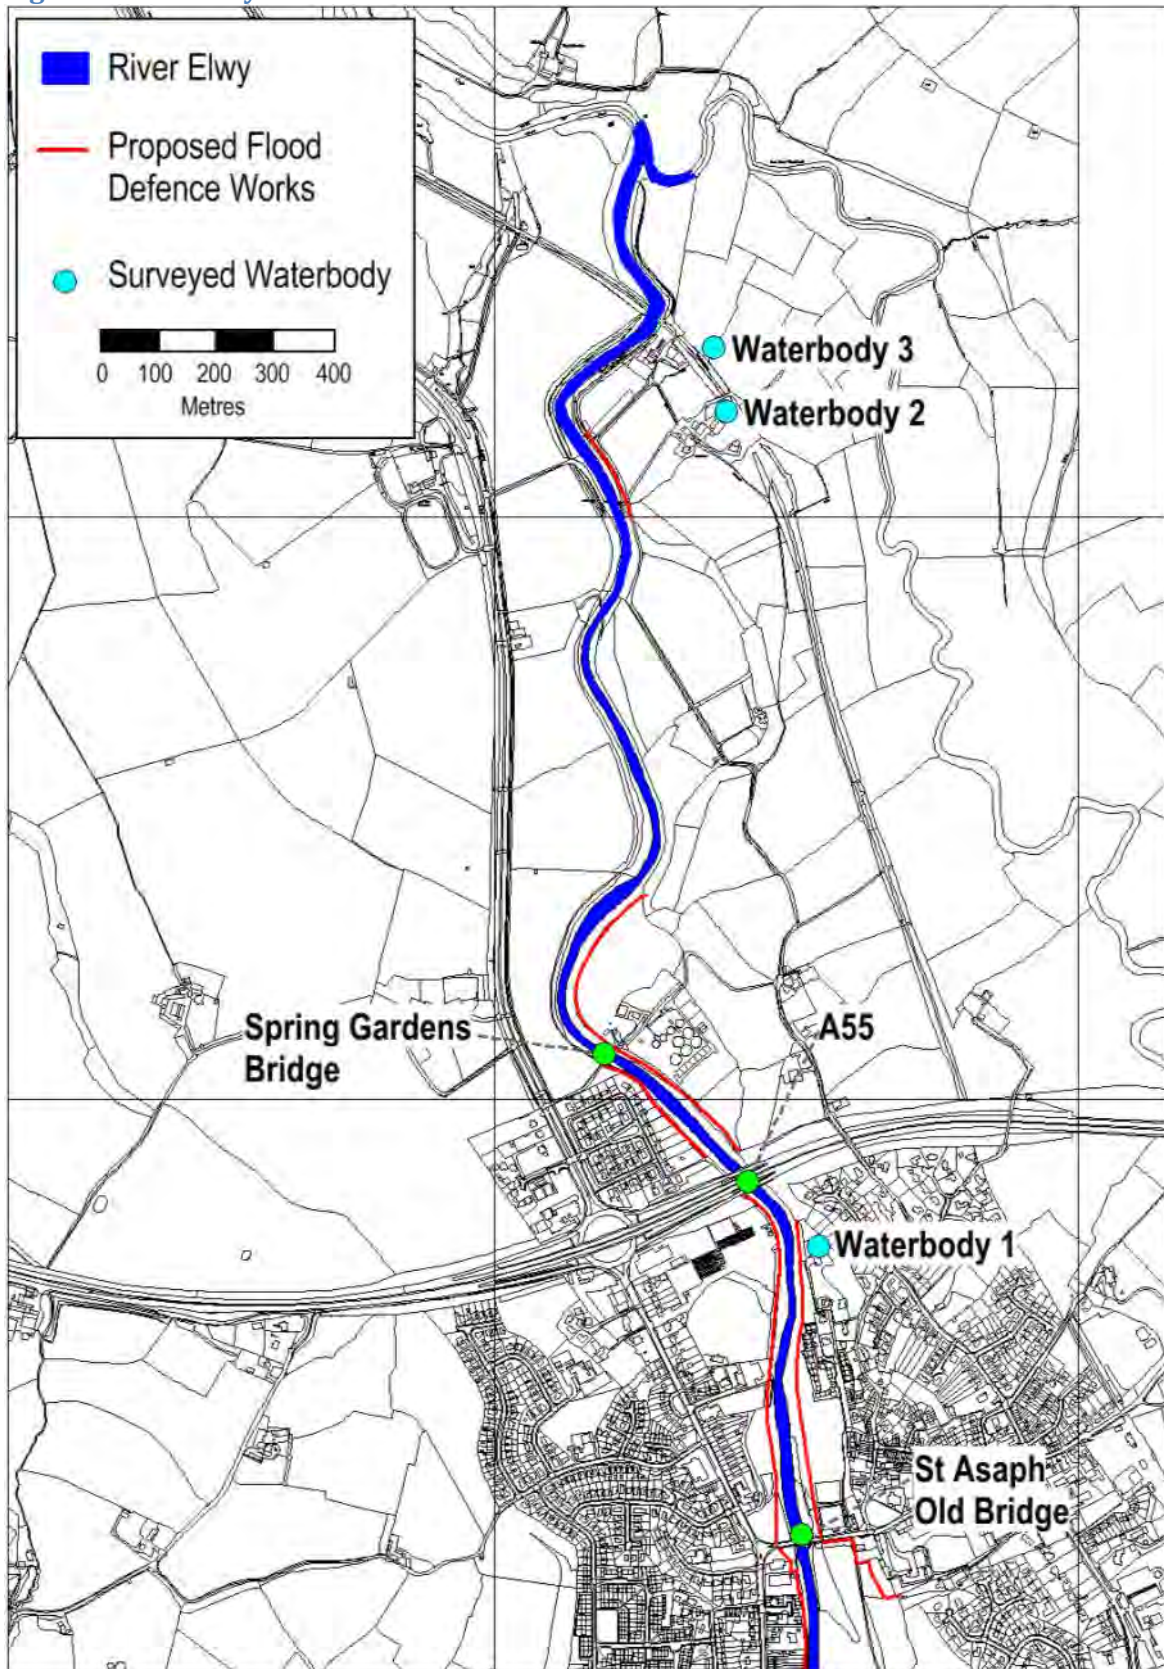 River Elwy
Proposed Flood
Defence Works
Surveyed Waterbody
0 100 200 300 400
Metres
Waterbody 3
Waterbody 2
Spring Gardens
Bridge
A55
Waterbody 1
St Asaph
Old Bridge